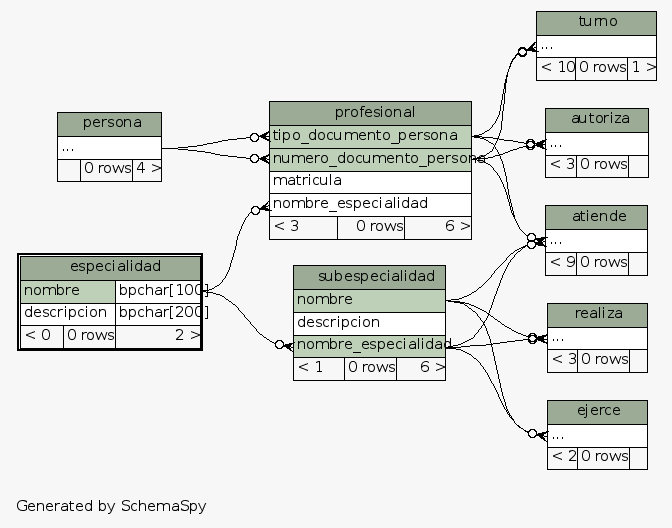 turno
...
< 10 0 rows 1 >
persona
...
0 rows 4 >
profesional
tipo_documento_persona
numero_documento_persona
matricula
nombre_especialidad
< 3 0 rows 6 >
autoriza
...
< 3 0 rows
atiende
...
< 9 0 rows
especialidad
nombre bpchar[100]
descripcion bpchar[200]
< 0 0 rows 2 >
subespecialidad
nombre
descripcion
nombre_especialidad
< 1 0 rows 6 >
realiza
...
< 3 0 rows
ejerce
...
< 2 0 rows
Generated by SchemaSpy